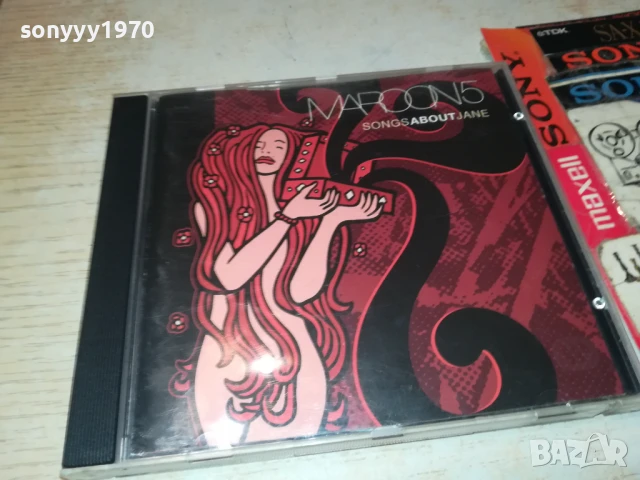 sonyyy1970
MAROON5
SONGSABOUTJANE
TDK
SONY
maxell
BAZAR